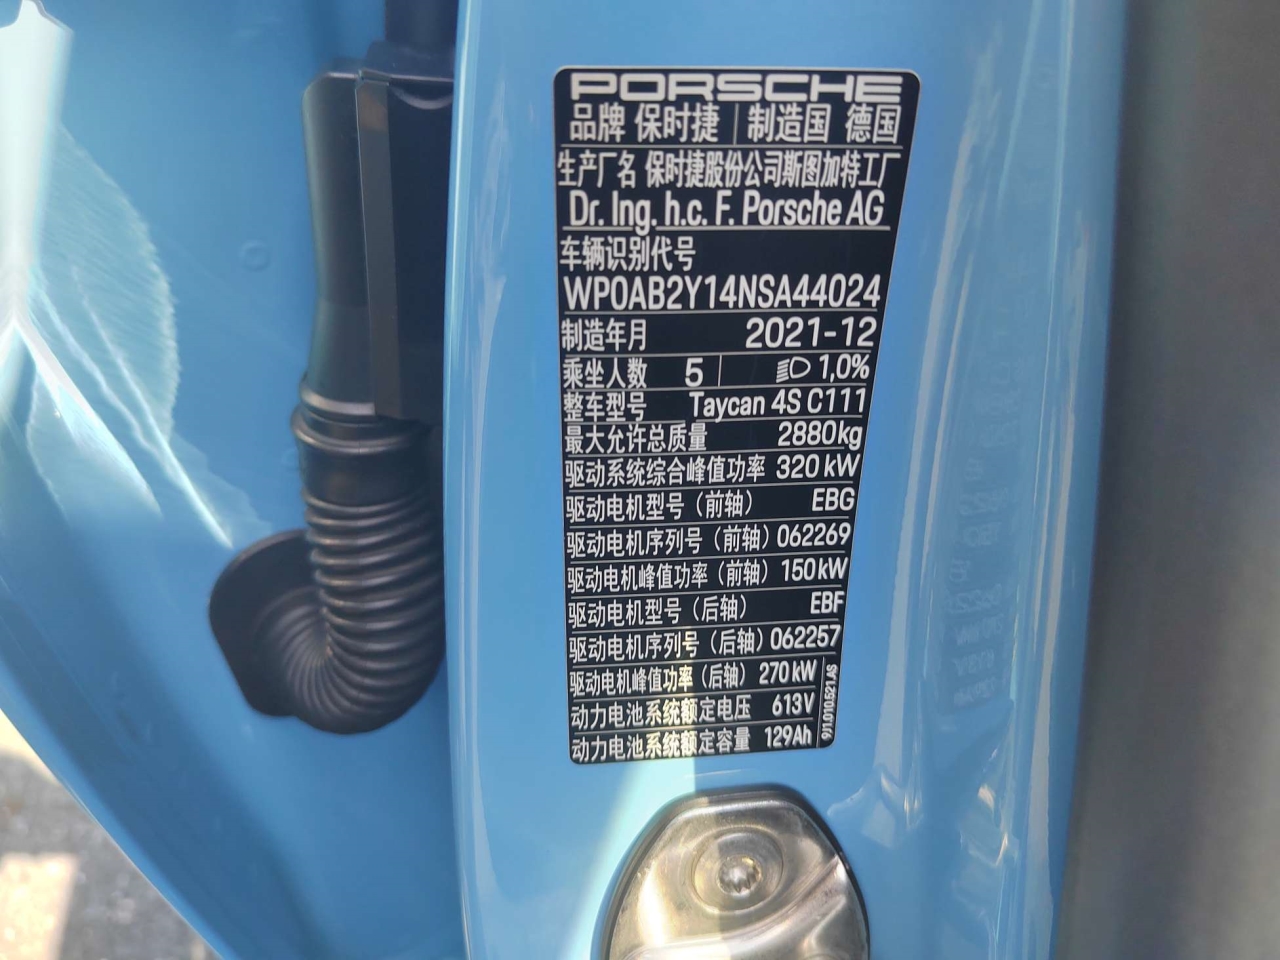 PORSCHE
品牌 保时捷 制造国 德国
生产厂名 保时捷股份公司斯图加特工厂
Dr. Ing. h.c. F. Porsche AG
车辆识别代号
WP0AB2Y14NSA44024
制造年月 2021-12
乘坐人数 5 1,0%
整车型号 Taycan 4S C111
最大允许总质量 2880kg
驱动系统综合峰值功率 320 kW
驱动电机型号（前轴） EBG
驱动电机序列号（前轴） 062269
驱动电机峰值功率（前轴） 150kW
驱动电机型号（后轴） EBF
驱动电机序列号（后轴） 062257
驱动电机峰值功率（后轴） 270 kW
动力电池系统额定电压 613V
动力电池系统额定容量 129Ah
9J1.010.521.AS